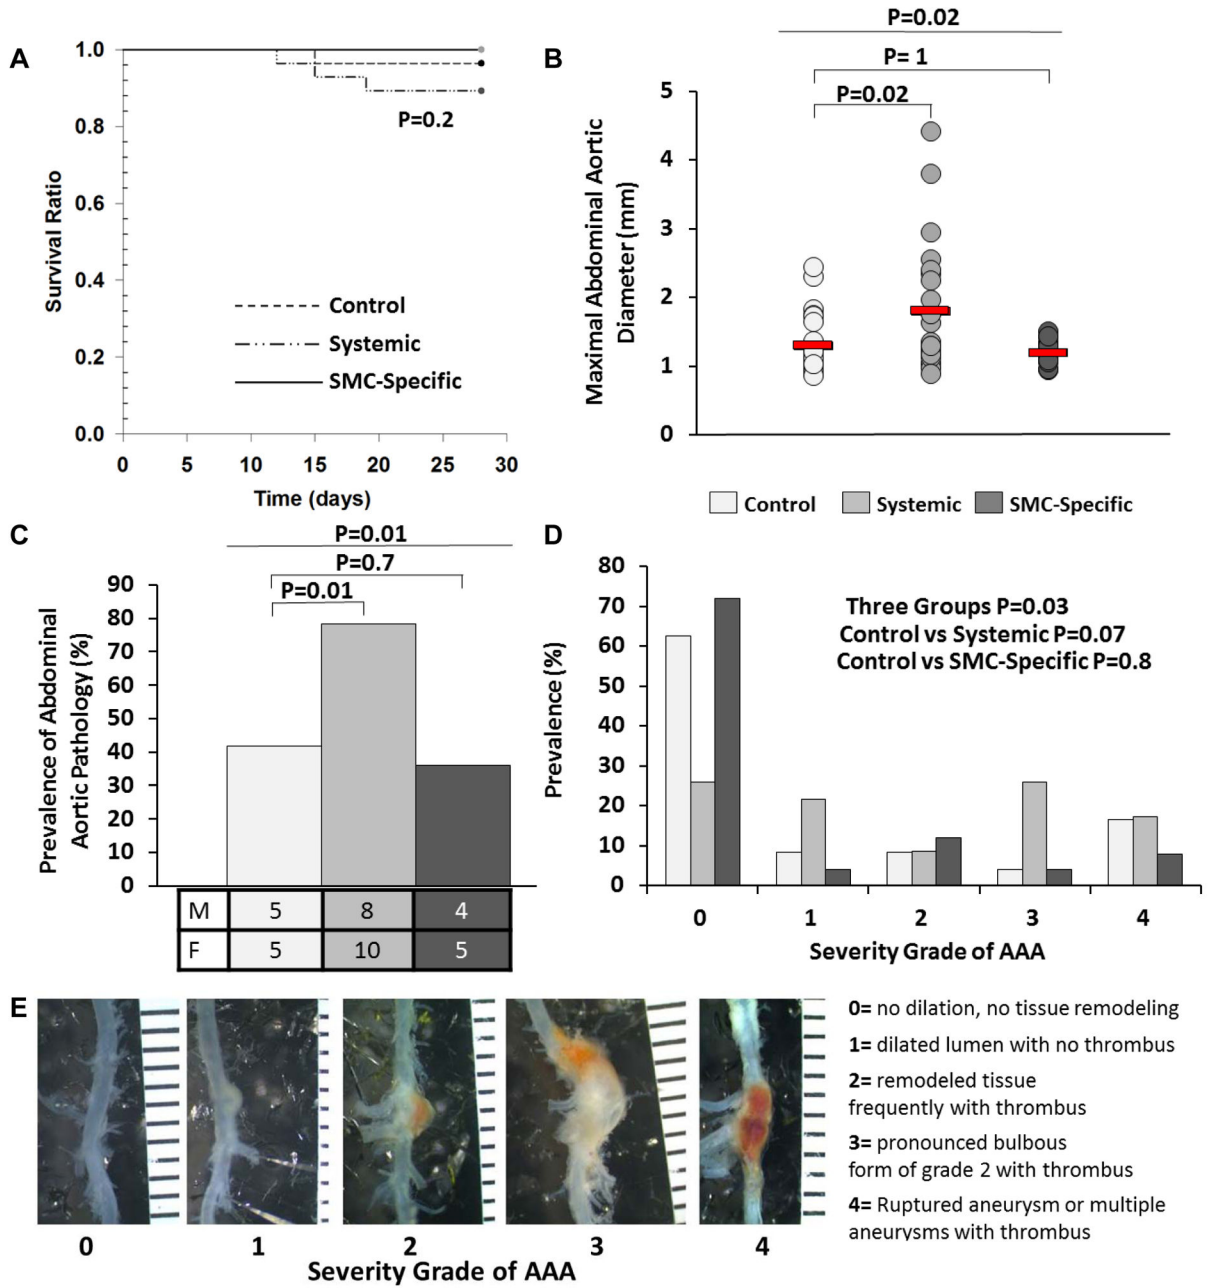 A
Survival Ratio
1.0
0.8
0.6
0.4
0.2
0.0
P=0.2
Control
Systemic
SMC-Specific
0 5 10 15 20 25 30
Time (days)
B
P=0.02
P= 1
P=0.02
Maximal Abdominal Aortic
Diameter (mm)
5
4
3
2
1
0
Control Systemic SMC-Specific
C
P=0.01
P=0.7
P=0.01
Prevalence of Abdominal
Aortic Pathology (%)
90
80
70
60
50
40
30
20
10
0
M 5 8 4
F 5 10 5
D
Prevalence (%)
80
70
60
50
40
30
20
10
0
Three Groups P=0.03
Control vs Systemic P=0.07
Control vs SMC-Specific P=0.8
0 1 2 3 4
Severity Grade of AAA
E
0 1 2 3 4
Severity Grade of AAA
0= no dilation, no tissue remodeling
1= dilated lumen with no thrombus
2= remodeled tissue
frequently with thrombus
3= pronounced bulbous
form of grade 2 with thrombus
4= Ruptured aneurysm or multiple
aneurysms with thrombus